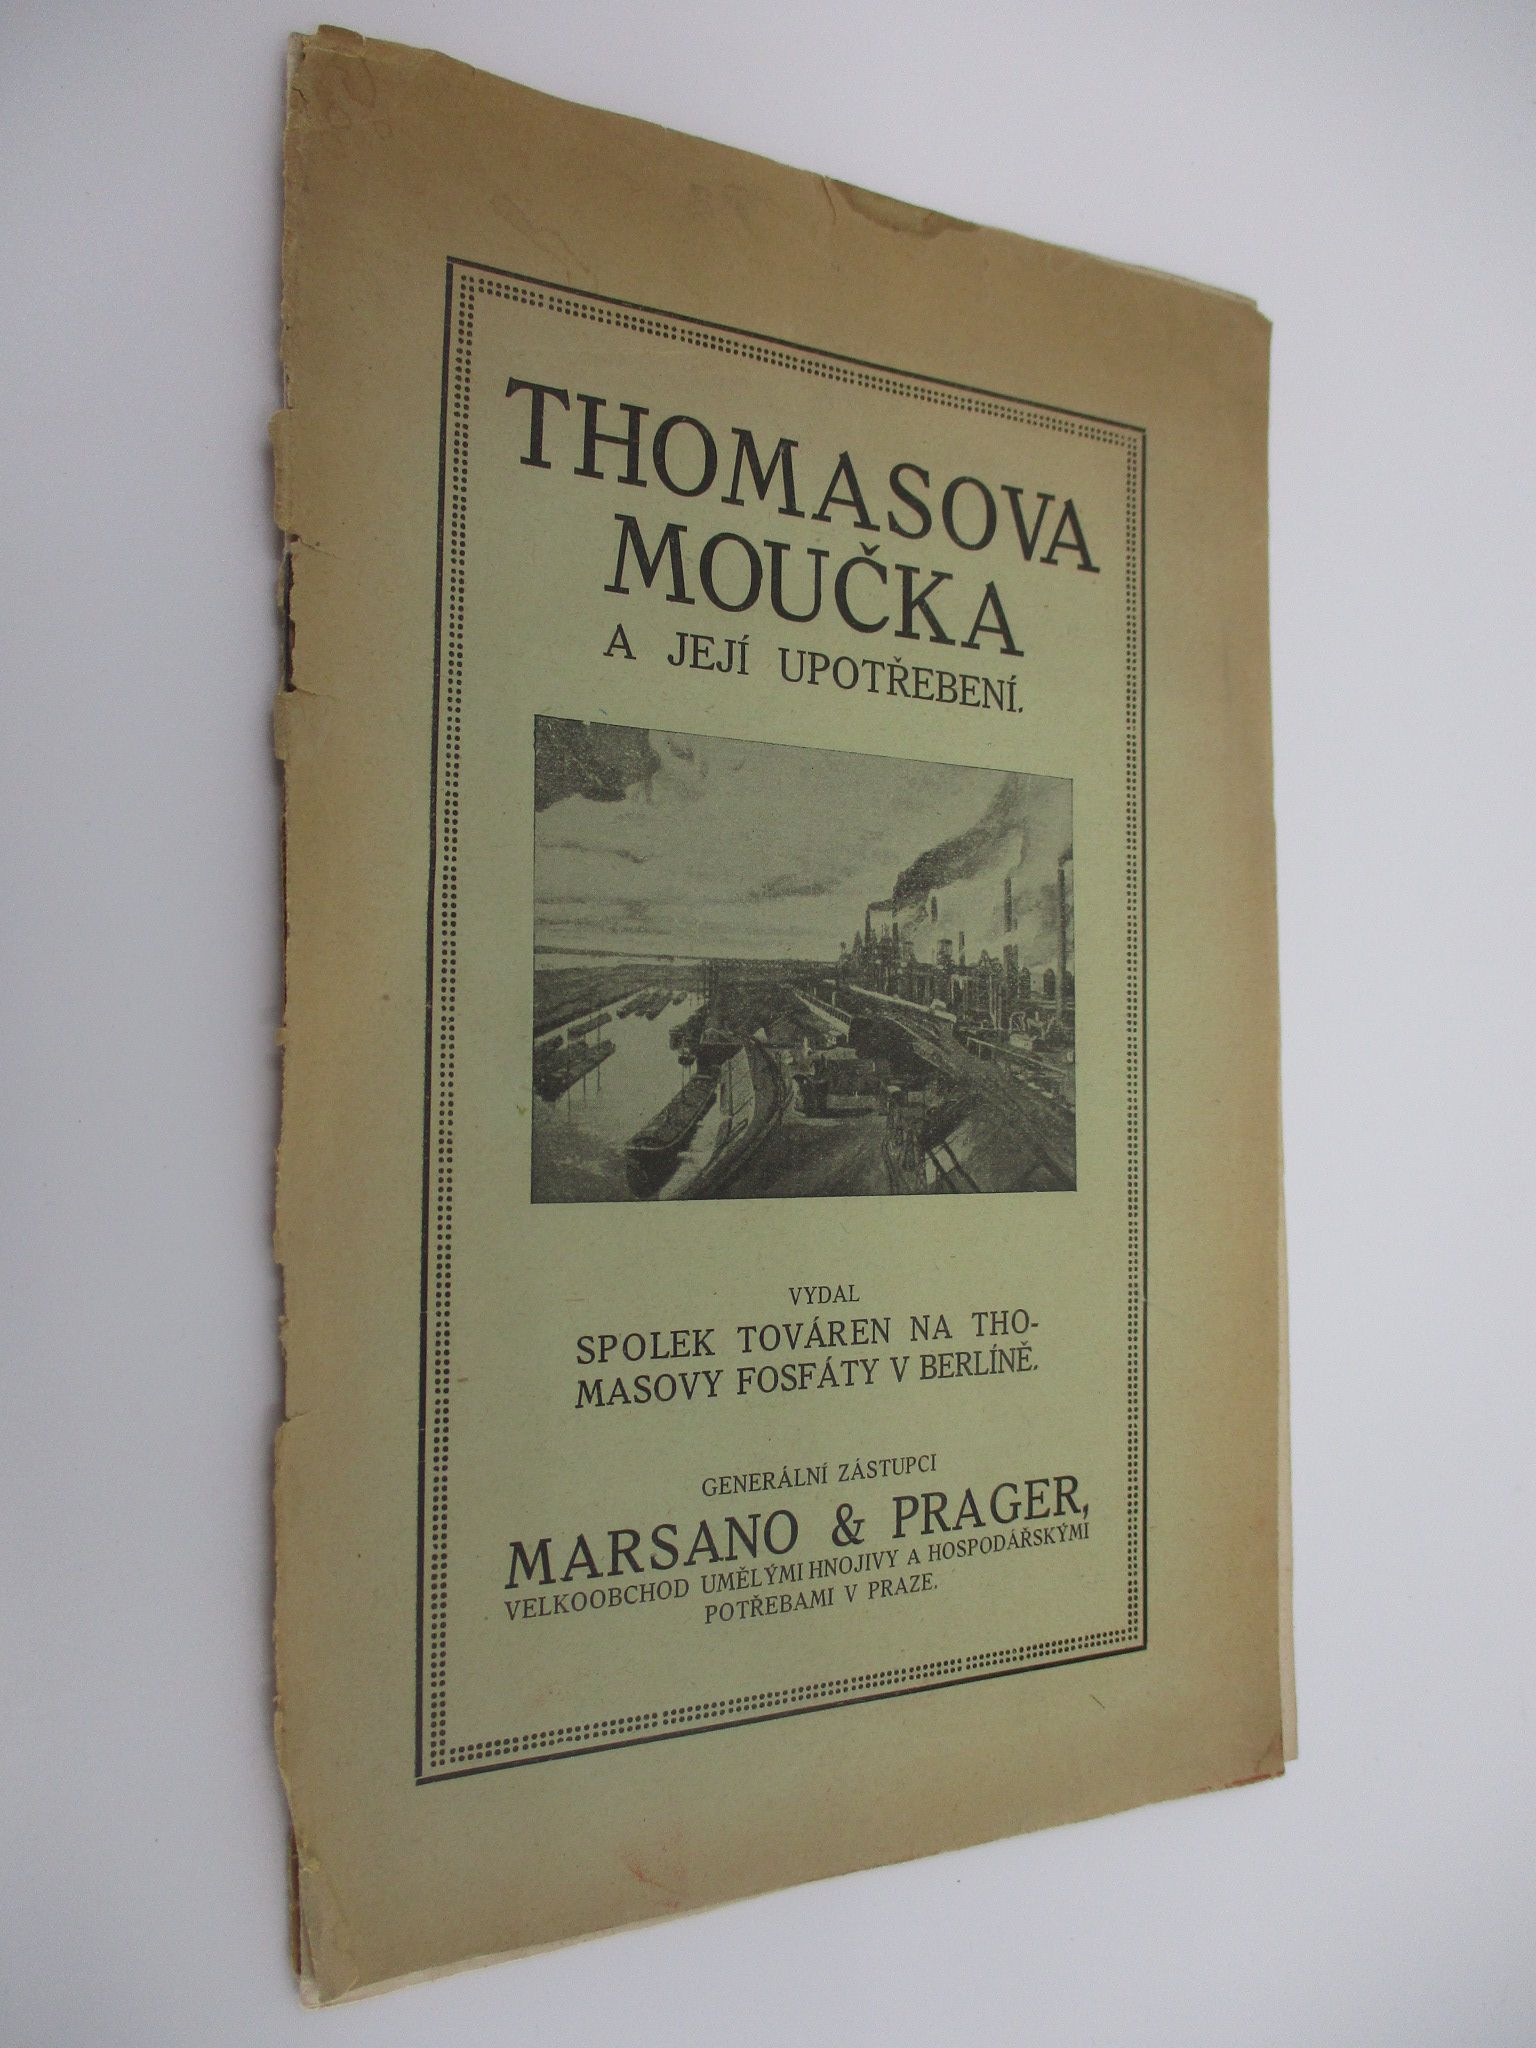 THOMASOVA
MOUČKA
A JEJÍ UPOTŘEBENÍ.
VYDAL
SPOLEK TOVÁREN NA THO-
MASOVY FOSFÁTY V BERLÍNĚ.
GENERÁLNÍ ZÁSTUPCI
MARSANO & PRAGER,
VELKOOBCHOD UMĚLÝMI HNOJIVY A HOSPODÁŘSKÝMI
POTŘEBAMI V PRAZE.